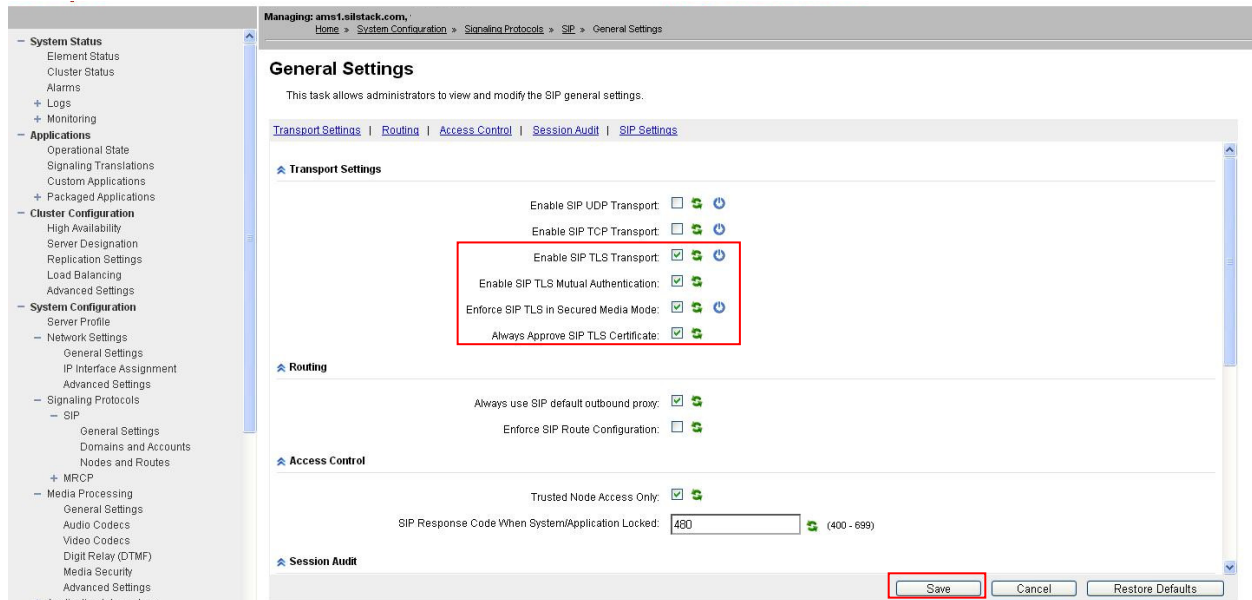 Managing: ams1.silstack.com,
Home » System Configuration » Signaling Protocols » SIP » General Settings
− System Status
Element Status
Cluster Status
Alarms
+ Logs
+ Monitoring
− Applications
Operational State
Signaling Translations
Custom Applications
+ Packaged Applications
− Cluster Configuration
High Availability
Server Designation
Replication Settings
Load Balancing
Advanced Settings
− System Configuration
Server Profile
− Network Settings
General Settings
IP Interface Assignment
Advanced Settings
− Signaling Protocols
− SIP
General Settings
Domains and Accounts
Nodes and Routes
+ MRCP
− Media Processing
General Settings
Audio Codecs
Video Codecs
Digit Relay (DTMF)
Media Security
Advanced Settings
General Settings
This task allows administrators to view and modify the SIP general settings.
Transport Settings | Routing | Access Control | Session Audit | SIP Settings
Transport Settings
Enable SIP UDP Transport:
Enable SIP TCP Transport:
Enable SIP TLS Transport:
Enable SIP TLS Mutual Authentication:
Enforce SIP TLS in Secured Media Mode:
Always Approve SIP TLS Certificate:
Routing
Always use SIP default outbound proxy:
Enforce SIP Route Configuration:
Access Control
Trusted Node Access Only:
SIP Response Code When System/Application Locked: 480 (400 - 699)
Session Audit
Save Cancel Restore Defaults